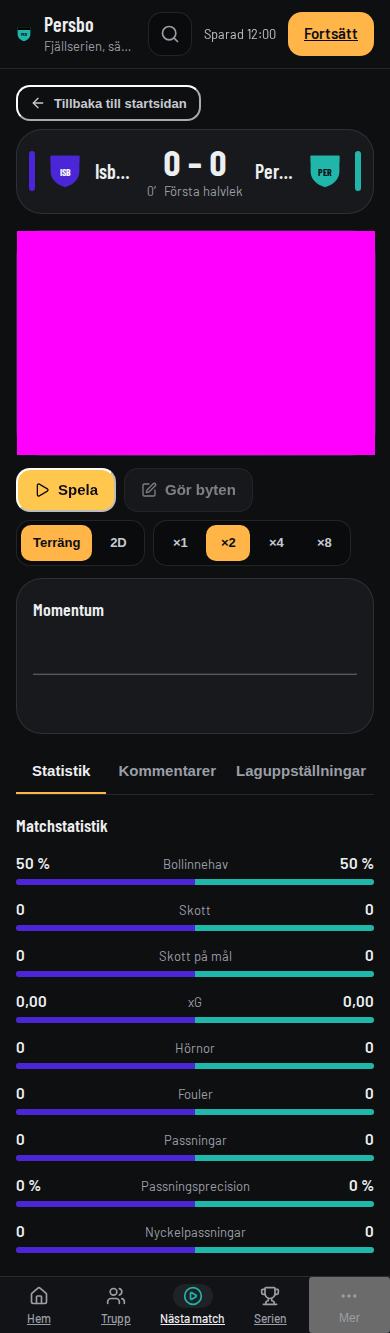 Persbo
Fjällserien, sä...
Sparad 12:00
Fortsätt
Tillbaka till startsidan
ISB
Isb...
0 – 0
0' Första halvlek
Per...
PER
Spela
Gör byten
Terräng
2D
×1
×2
×4
×8
Momentum
Statistik
Kommentarer
Laguppställningar
Matchstatistik
50 % Bollinnehav 50 %
0 Skott 0
0 Skott på mål 0
0,00 xG 0,00
0 Hörnor 0
0 Fouler 0
0 Passningar 0
0 % Passningsprecision 0 %
0 Nyckelpassningar 0
Hem
Trupp
Nästa match
Serien
Mer